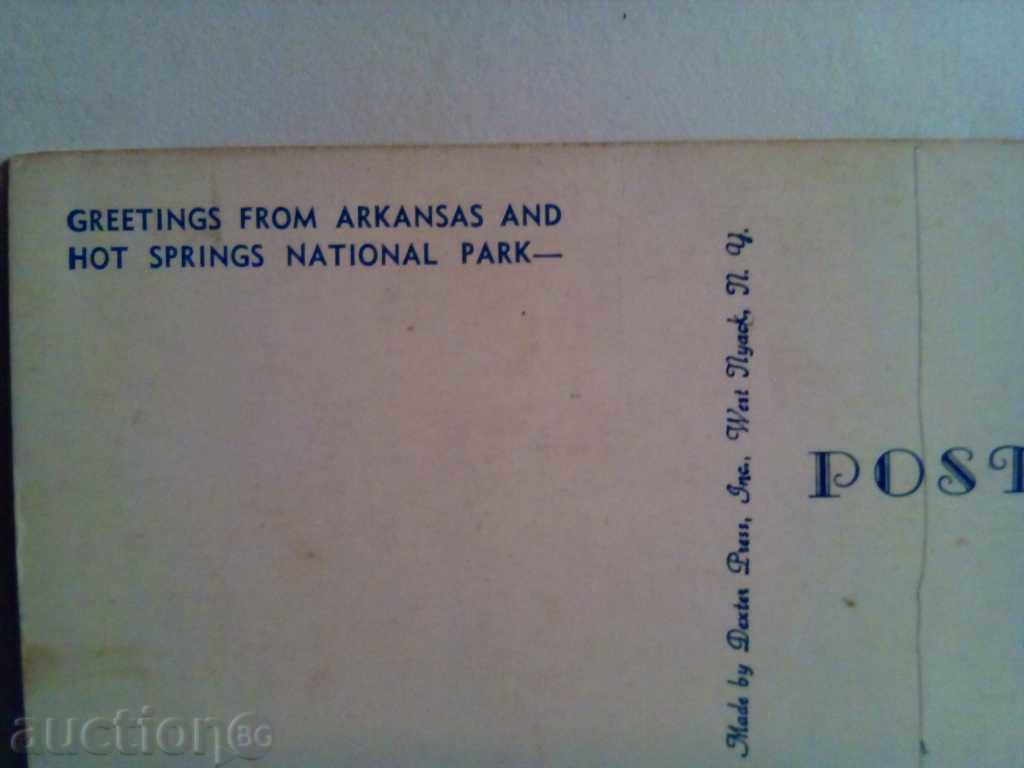 GREETINGS FROM ARKANSAS AND
HOT SPRINGS NATIONAL PARK—
Made by Dexter Press, Inc., West Nyack, N. Y.
POST
auction BG